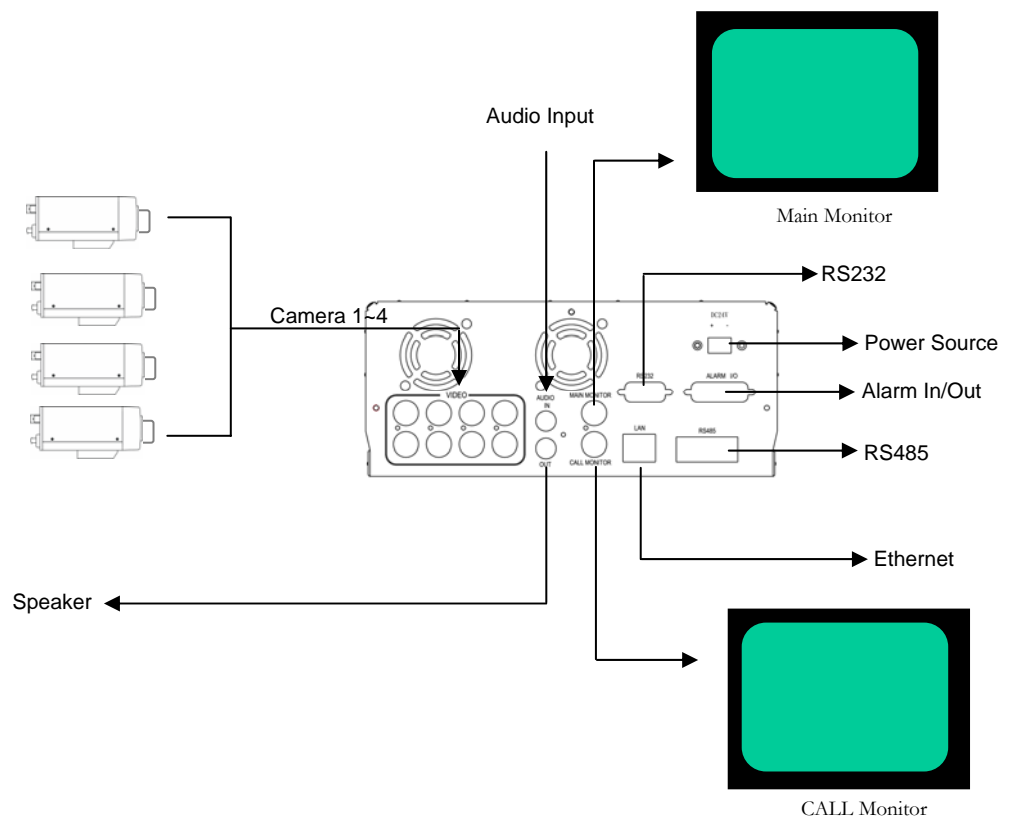 Audio Input
Main Monitor
RS232
Camera 1~4
DC24V
+ -
Power Source
RS232
ALARM I/O
Alarm In/Out
VIDEO
AUDIO
IN
MAIN MONITOR
LAN
RS485
RS485
OUT
CALL MONITOR
Ethernet
Speaker
CALL Monitor